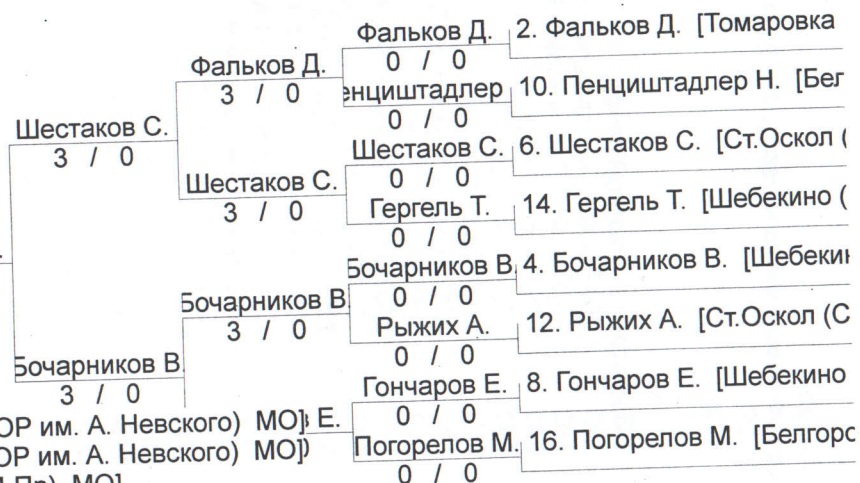 Фальков Д. 2. Фальков Д. [Томаровка
0 / 0
Фальков Д.
3 / 0
енциштадлер 10. Пенциштадлер Н. [Бел
0 / 0
Шестаков С.
3 / 0
Шестаков С. 6. Шестаков С. [Ст.Оскол (
0 / 0
Шестаков С.
3 / 0
Гергель Т. 14. Гергель Т. [Шебекино (
0 / 0
Бочарников В. 4. Бочарников В. [Шебекин
0 / 0
Бочарников В
3 / 0
Рыжих А. 12. Рыжих А. [Ст.Оскол (С
0 / 0
Бочарников В.
3 / 0
Гончаров Е. 8. Гончаров Е. [Шебекино
0 / 0
ОР им. А. Невского) МО] Е.
ОР им. А. Невского) МО])
Погорелов М. 16. Погорелов М. [Белгоро
0 / 0
МО]